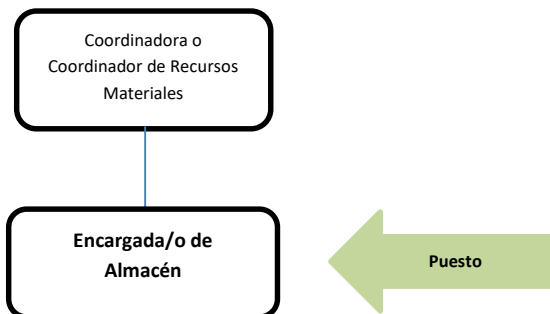 Coordinadora o
Coordinador de Recursos
Materiales
Encargada/o de
Almacén
Puesto